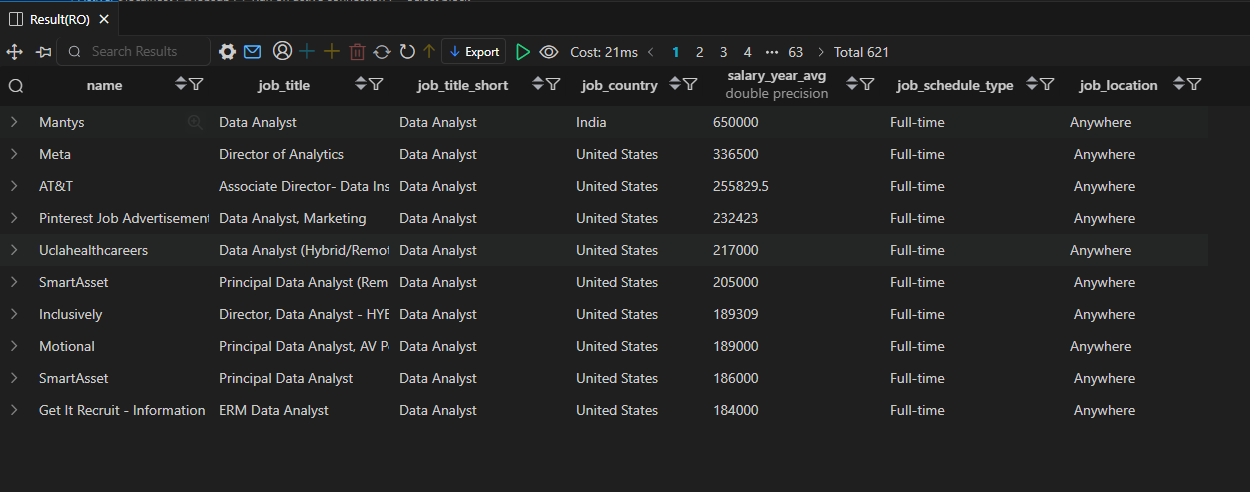 Result(RO)
Search Results Export Cost: 21ms 1 2 3 4 ··· 63 Total 621
name job_title job_title_short job_country salary_year_avg double precision job_schedule_type job_location
Mantys Data Analyst Data Analyst India 650000 Full-time Anywhere
Meta Director of Analytics Data Analyst United States 336500 Full-time Anywhere
AT&T Associate Director- Data Ins Data Analyst United States 255829.5 Full-time Anywhere
Pinterest Job Advertisement Data Analyst, Marketing Data Analyst United States 232423 Full-time Anywhere
Uclahealthcareers Data Analyst (Hybrid/Remot Data Analyst United States 217000 Full-time Anywhere
SmartAsset Principal Data Analyst (Rem Data Analyst United States 205000 Full-time Anywhere
Inclusively Director, Data Analyst - HYB Data Analyst United States 189309 Full-time Anywhere
Motional Principal Data Analyst, AV P Data Analyst United States 189000 Full-time Anywhere
SmartAsset Principal Data Analyst Data Analyst United States 186000 Full-time Anywhere
Get It Recruit - Information ERM Data Analyst Data Analyst United States 184000 Full-time Anywhere